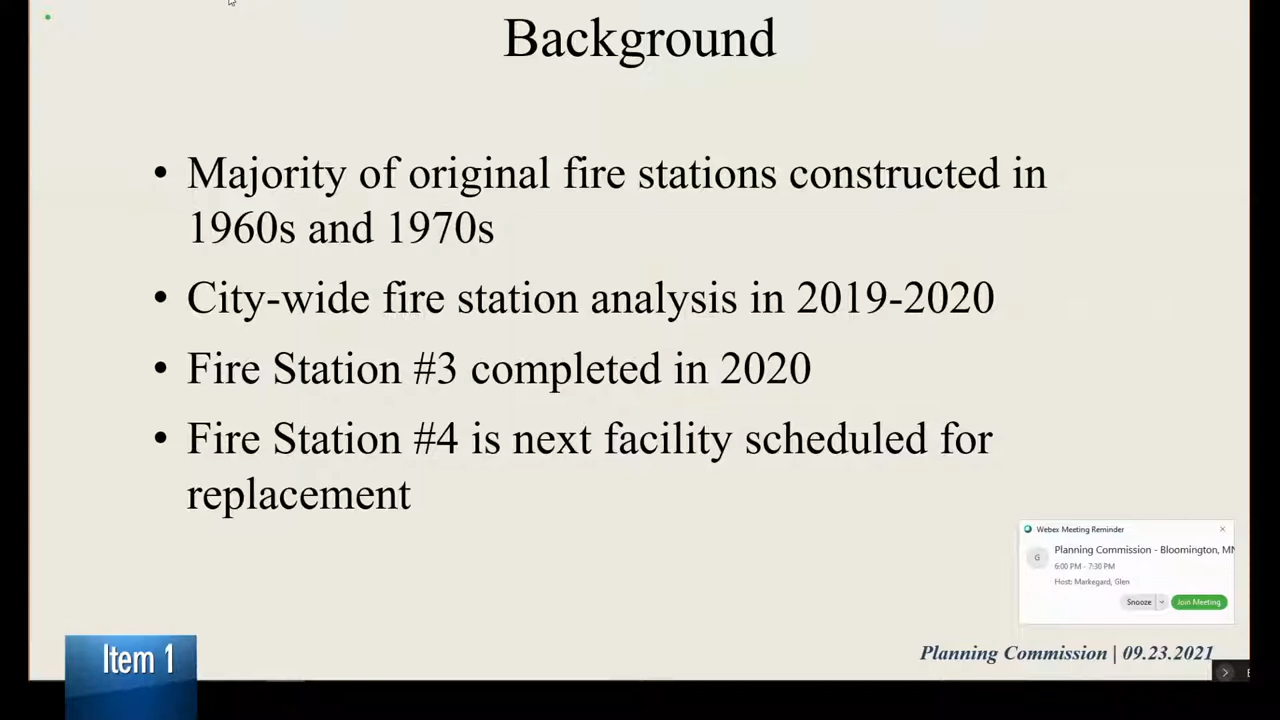 Background
• Majority of original fire stations constructed in
1960s and 1970s
• City-wide fire station analysis in 2019-2020
• Fire Station #3 completed in 2020
• Fire Station #4 is next facility scheduled for
replacement
Webex Meeting Reminder
G
Planning Commission - Bloomington, MN
6:00 PM - 7:30 PM
Host: Markegard, Glen
Snooze
Join Meeting
Item 1
Planning Commission | 09.23.2021